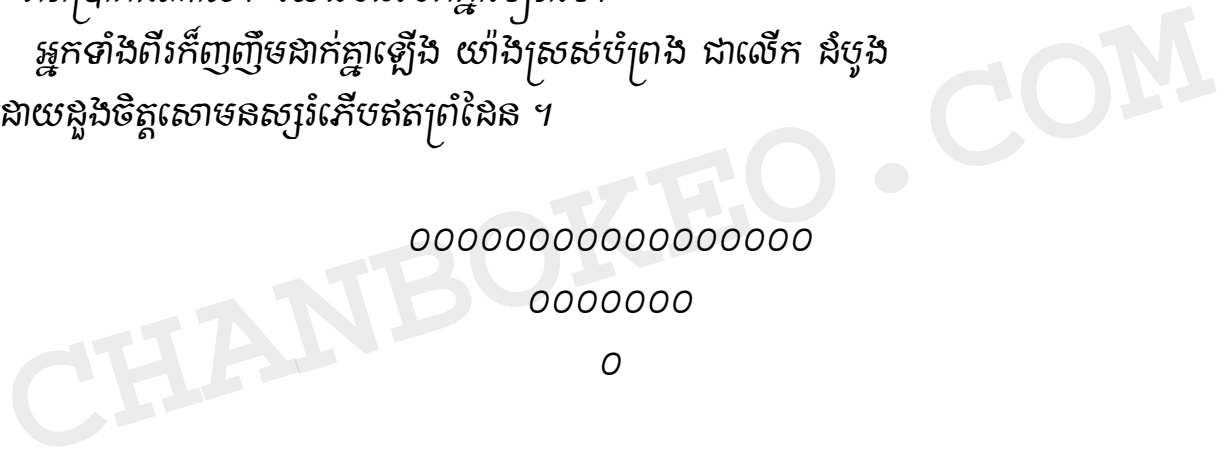 អ្នកទាំងពីរក៏ញញឹមដាក់គ្នាឡើង យ៉ាងស្រស់បំព្រង ជាលើក ដំបូង
ដាយដួងចិត្តសោមនស្សរំភើបឥតព្រំដែន ។
ooooooooooooooooo
ooooooo
o
CHANBOKEO.COM